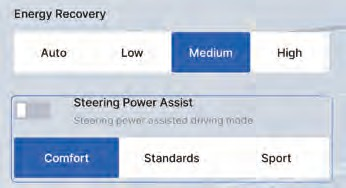 Energy Recovery
Auto Low Medium High
Steering Power Assist
Steering power assisted driving mode
Comfort Standards Sport